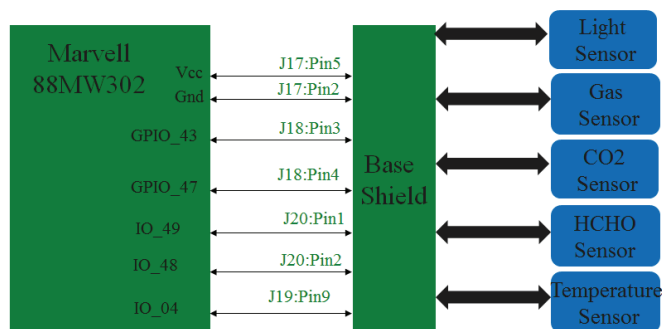 Marvell
88MW302
Vcc
Gnd
GPIO_43
GPIO_47
IO_49
IO_48
IO_04
J17:Pin5
J17:Pin2
J18:Pin3
J18:Pin4
J20:Pin1
J20:Pin2
J19:Pin9
Base
Shield
Light
Sensor
Gas
Sensor
CO2
Sensor
HCHO
Sensor
Temperature
Sensor